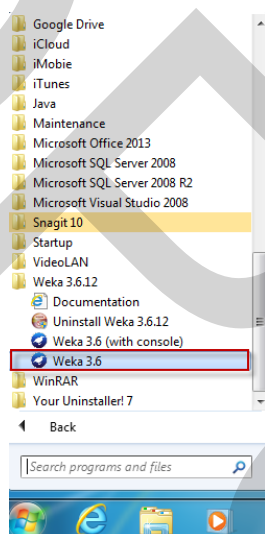 Google Drive
iCloud
iMobie
iTunes
Java
Maintenance
Microsoft Office 2013
Microsoft SQL Server 2008
Microsoft SQL Server 2008 R2
Microsoft Visual Studio 2008
Snagit 10
Startup
VideoLAN
Weka 3.6.12
Documentation
Uninstall Weka 3.6.12
Weka 3.6 (with console)
Weka 3.6
WinRAR
Your Uninstaller! 7
Back
Search programs and files